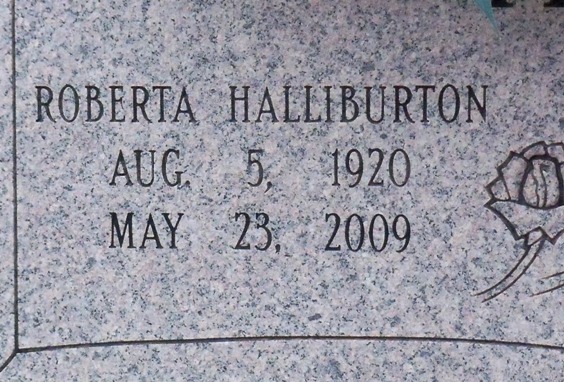 ROBERTA HALLIBURTON
AUG. 5, 1920
MAY 23, 2009